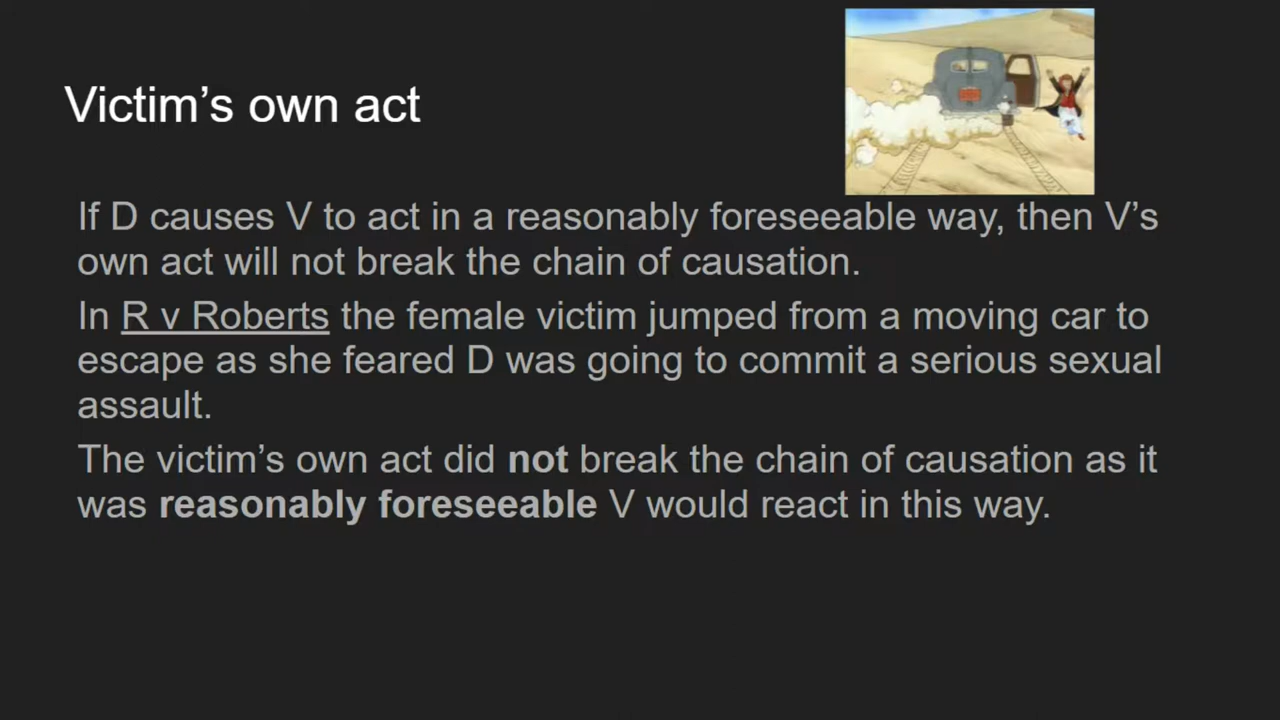 Victim’s own act
If D causes V to act in a reasonably foreseeable way, then V’s
own act will not break the chain of causation.
In R v Roberts the female victim jumped from a moving car to
escape as she feared D was going to commit a serious sexual
assault.
The victim’s own act did not break the chain of causation as it
was reasonably foreseeable V would react in this way.